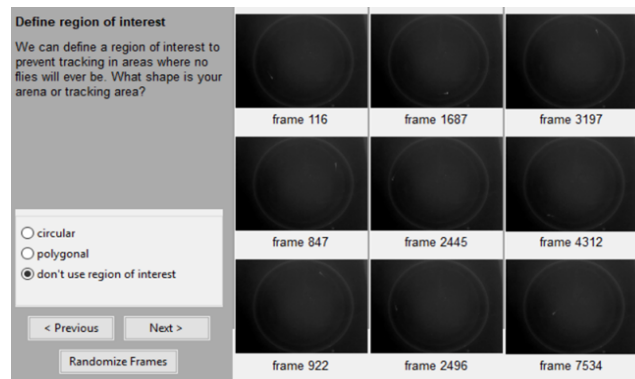 Define region of interest
We can define a region of interest to
prevent tracking in areas where no
flies will ever be. What shape is your
arena or tracking area?
circular
polygonal
don't use region of interest
< Previous
Next >
Randomize Frames
frame 116
frame 1687
frame 3197
frame 847
frame 2445
frame 4312
frame 922
frame 2496
frame 7534